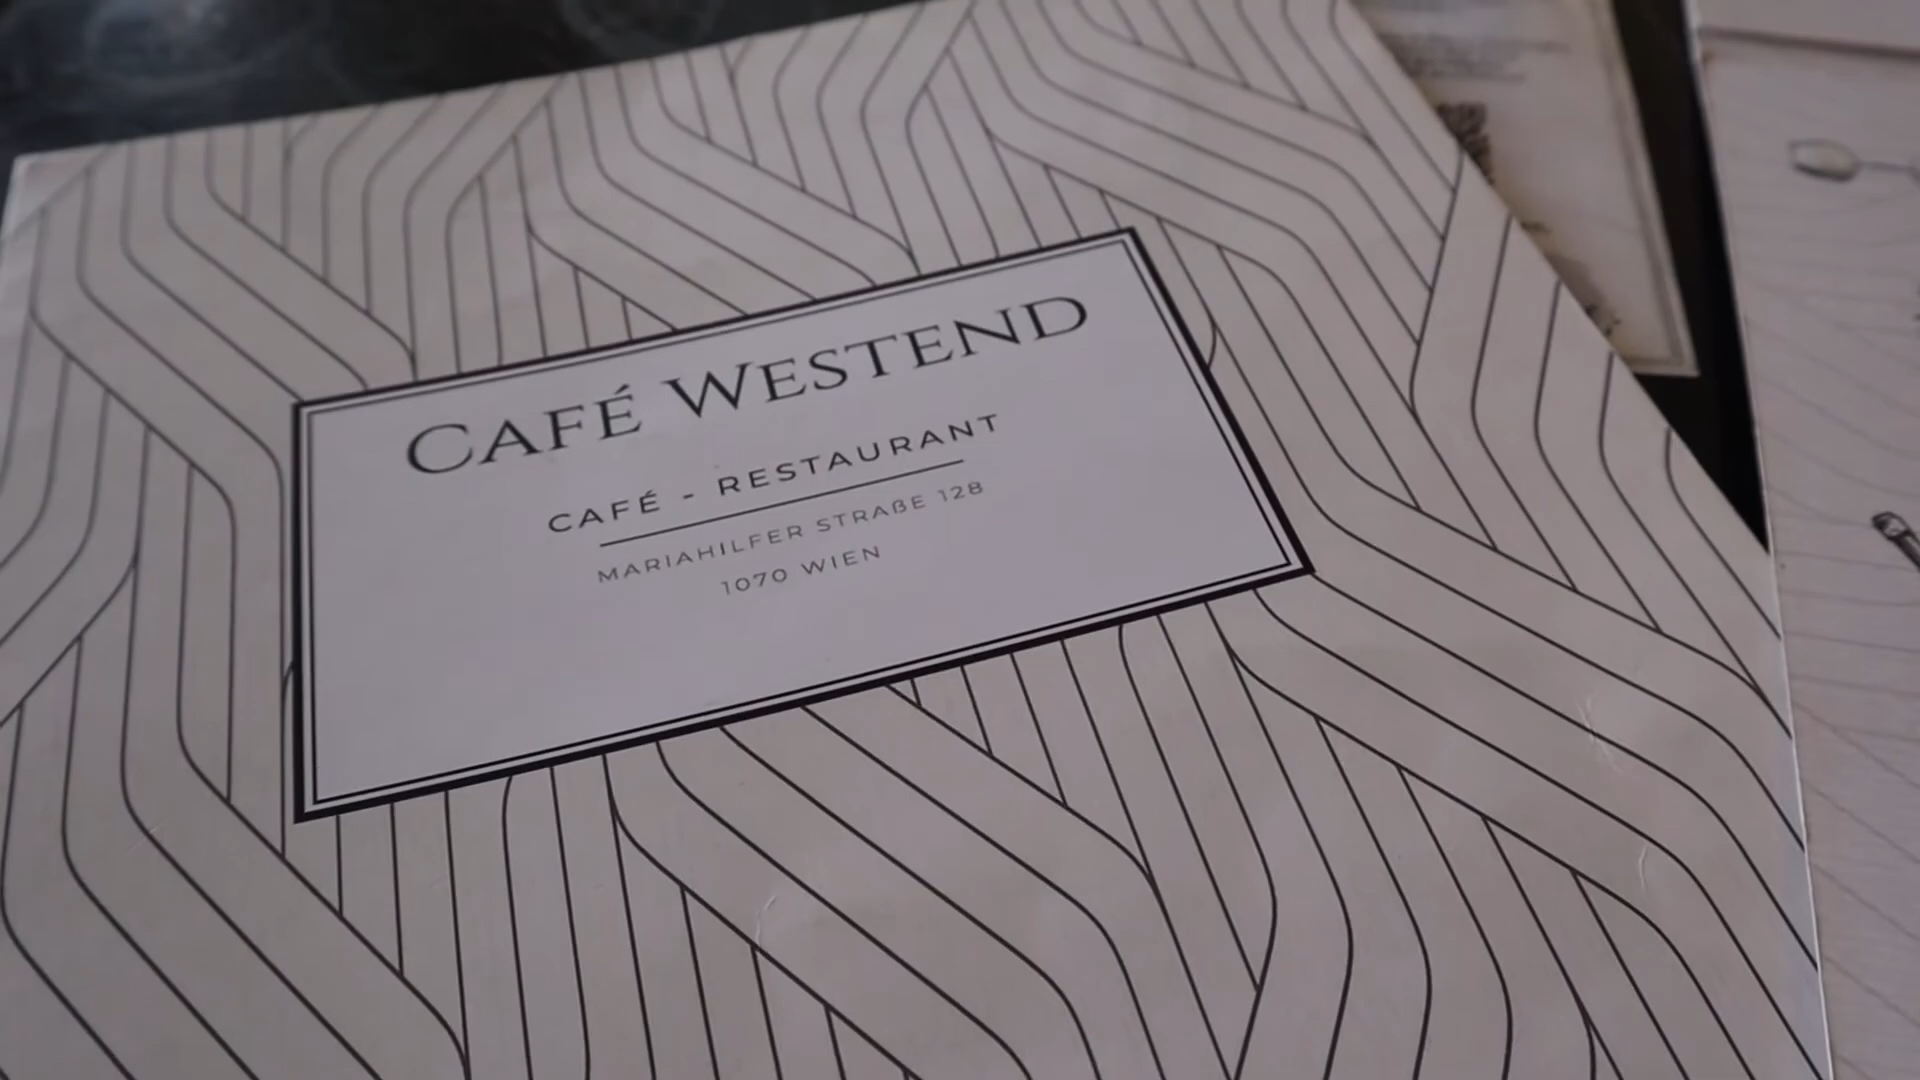 CAFÉ WESTEND
CAFÉ - RESTAURANT
MARIAHILFER STRAßE 128
1070 WIEN